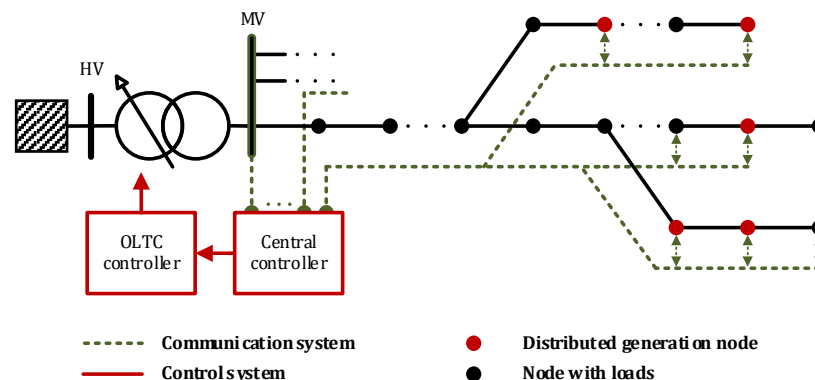 MV
HV
OLTC
controller
Central
controller
Communication system
Distributed generation node
Control system
Node with loads